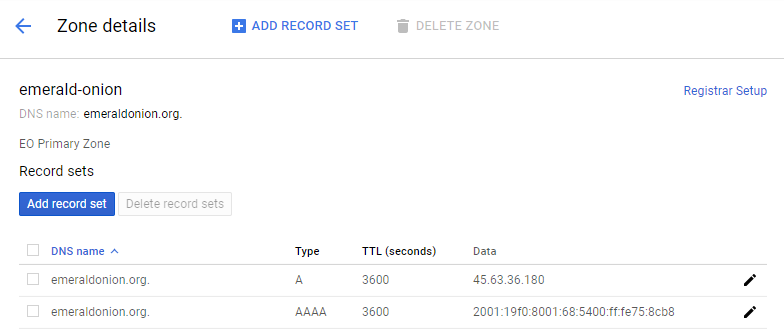 Zone details ADD RECORD SET DELETE ZONE
emerald-onion Registrar Setup
DNS name: emeraldonion.org.
EO Primary Zone
Record sets
Add record set Delete record sets
DNS name Type TTL (seconds) Data
emeraldonion.org. A 3600 45.63.36.180
emeraldonion.org. AAAA 3600 2001:19f0:8001:68:5400:ff:fe75:8cb8